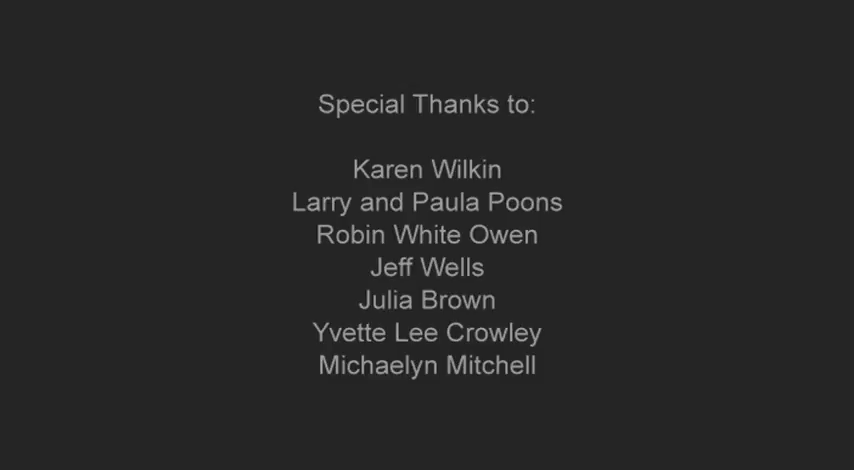 Special Thanks to:
Karen Wilkin
Larry and Paula Poons
Robin White Owen
Jeff Wells
Julia Brown
Yvette Lee Crowley
Michaelyn Mitchell